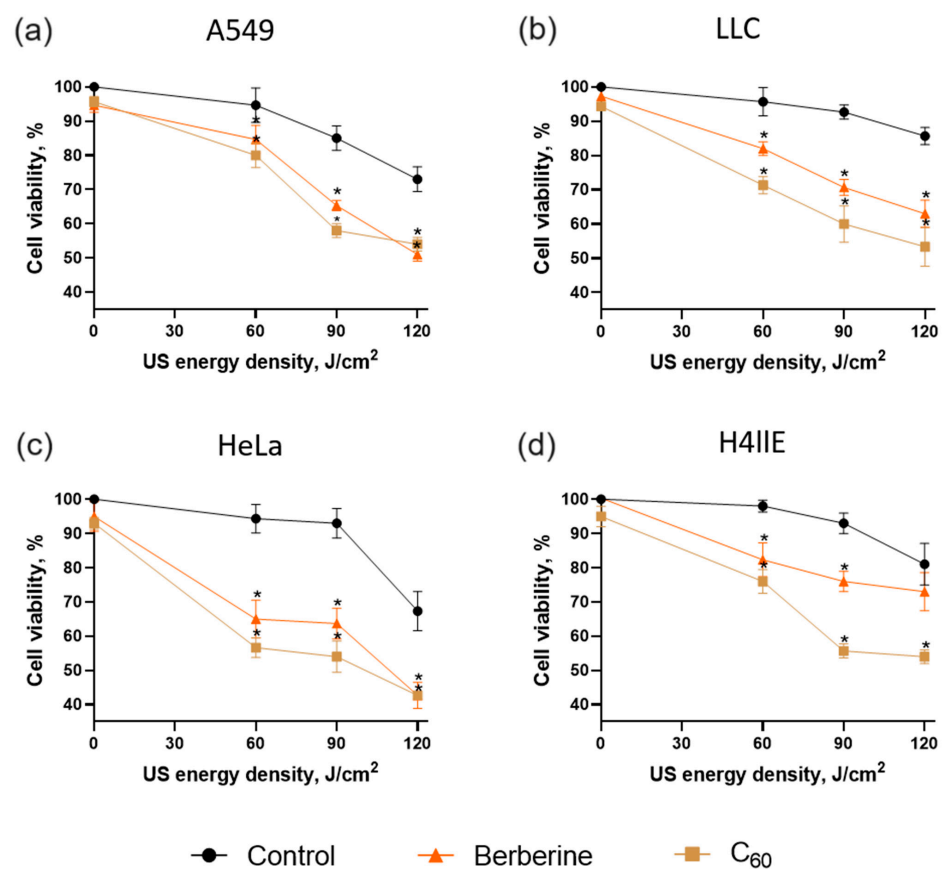 (a) A549
Cell viability, %
100
90
80
70
60
50
40
0 30 60 90 120
US energy density, J/cm²
(b) LLC
Cell viability, %
100
90
80
70
60
50
40
0 30 60 90 120
US energy density, J/cm²
(c) HeLa
Cell viability, %
100
90
80
70
60
50
40
0 30 60 90 120
US energy density, J/cm²
(d) H4IIE
Cell viability, %
100
90
80
70
60
50
40
0 30 60 90 120
US energy density, J/cm²
Control Berberine C₆₀